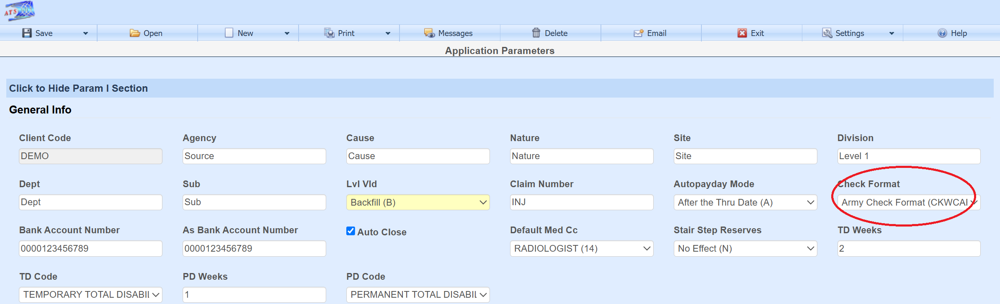 ATS
Save Open New Print Messages Delete Email Exit Settings Help
Application Parameters
Click to Hide Param I Section
General Info
Client Code Agency Cause Nature Site Division
DEMO Source Cause Nature Site Level 1
Dept Sub Lvl Vld Claim Number Autopayday Mode Check Format
Dept Sub Backfill (B) INJ After the Thru Date (A) Army Check Format (CKWCAI
Bank Account Number As Bank Account Number Auto Close Default Med Cc Stair Step Reserves TD Weeks
0000123456789 0000123456789 RADIOLOGIST (14) No Effect (N) 2
TD Code PD Weeks PD Code
TEMPORARY TOTAL DISABIL 1 PERMANENT TOTAL DISABIL